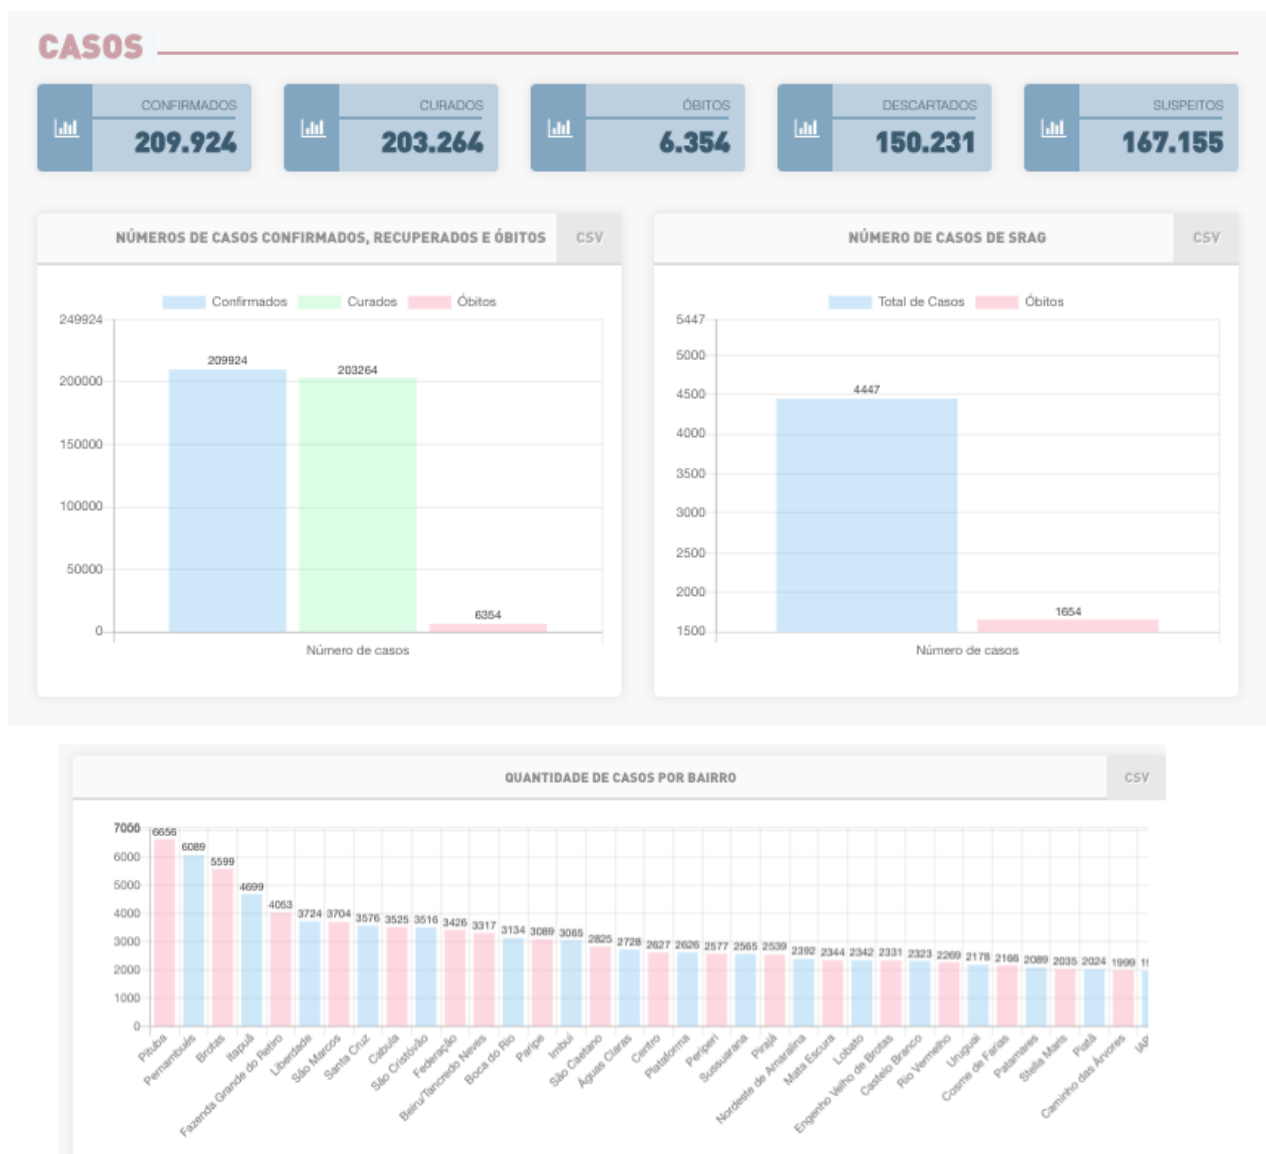 CASOS
CONFIRMADOS
209.924
CURADOS
203.264
ÓBITOS
6.354
DESCARTADOS
150.231
SUSPEITOS
167.155
NÚMEROS DE CASOS CONFIRMADOS, RECUPERADOS E ÓBITOS
CSV
Confirmados Curados Óbitos
249924
200000
150000
100000
50000
0
209924
203264
6354
Número de casos
NÚMERO DE CASOS DE SRAG
CSV
Total de Casos Óbitos
5447
5000
4500
4000
3500
3000
2500
2000
1500
4447
1654
Número de casos
QUANTIDADE DE CASOS POR BAIRRO
CSV
6000
5000
4000
3000
2000
1000
0
6656 6089 5599 4699 4053 3724 3704 3576 3525 3516 3426 3317 3134 3089 3065 2825 2728 2627 2626 2577 2565 2539 2392 2344 2342 2331 2323 2269 2178 2166 2089 2035 2024 1999
Pituba
Pernambués
Brotas
Itapuã
Fazenda Grande do Retiro
Liberdade
São Marcos
Santa Cruz
Cabula
São Cristóvão
Federação
Beiru/Tancredo Neves
Boca do Rio
Paripe
Imbuí
São Caetano
Águas Claras
Centro
Plataforma
Periperi
Sussuarana
Pirajá
Nordeste de Amaralina
Mata Escura
Lobato
Engenho Velho de Brotas
Castelo Branco
Rio Vermelho
Uruguai
Cosme de Farias
Patamares
Stella Maris
Piatã
Caminho das Árvores